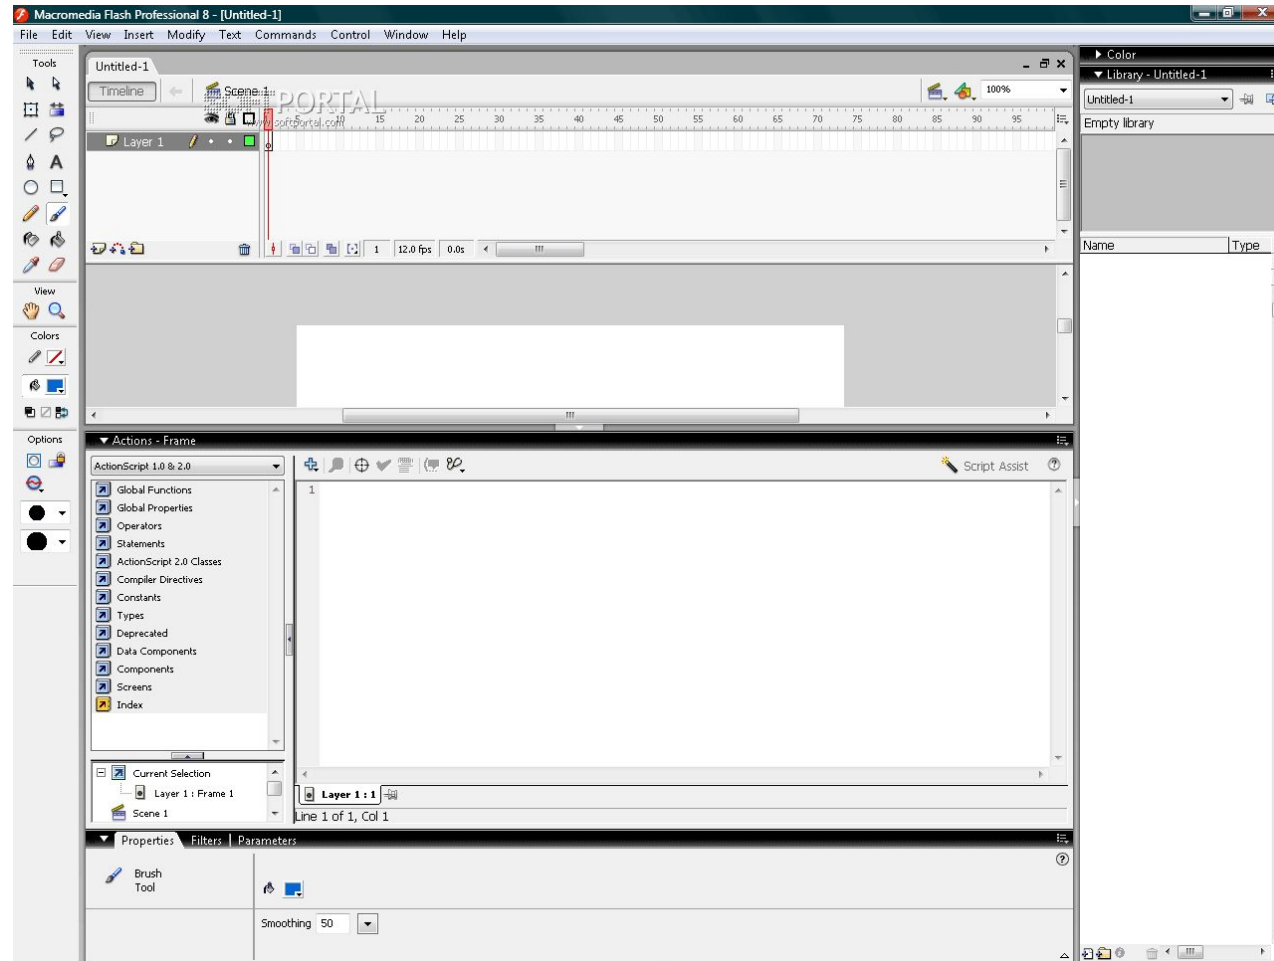 Macromedia Flash Professional 8 - [Untitled-1]
File Edit View Insert Modify Text Commands Control Window Help
Tools
View
Colors
Options
Untitled-1
Timeline
Scene 1
100%
PORTAL
www.softportal.com
10 15 20 25 30 35 40 45 50 55 60 65 70 75 80 85 90 95
Layer 1
1 12.0 fps 0.0s
Actions - Frame
ActionScript 1.0 & 2.0
Script Assist
Global Functions
Global Properties
Operators
Statements
ActionScript 2.0 Classes
Compiler Directives
Constants
Types
Deprecated
Data Components
Components
Screens
Index
1
Current Selection
Layer 1 : Frame 1
Scene 1
Layer 1 : 1
Line 1 of 1, Col 1
Properties Filters Parameters
Brush
Tool
Smoothing 50
Color
Library - Untitled-1
Untitled-1
Empty library
Name Type